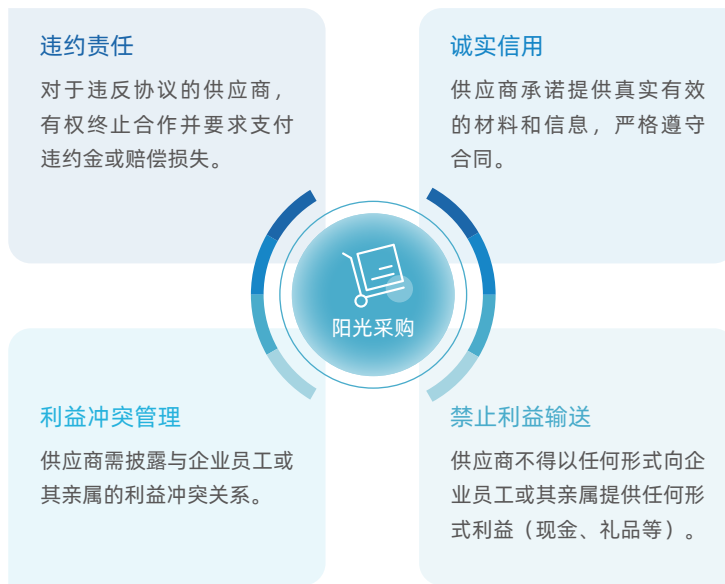 违约责任
对于违反协议的供应商，
有权终止合作并要求支付
违约金或赔偿损失。
诚实信用
供应商承诺提供真实有效
的材料和信息，严格遵守
合同。
阳光采购
利益冲突管理
供应商需披露与企业员工或
其亲属的利益冲突关系。
禁止利益输送
供应商不得以任何形式向企
业员工或其亲属提供任何形
式利益（现金、礼品等）。